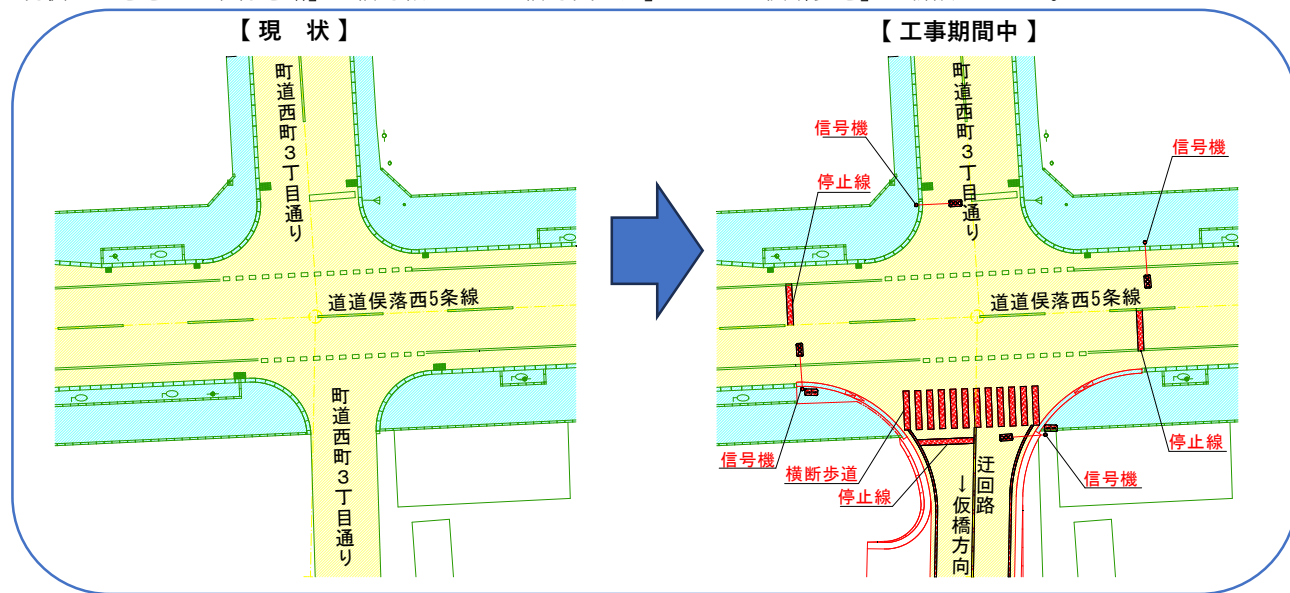 【 現　状 】
【 工事期間中 】
町道西町3丁目通り
道道俣落西5条線
町道西町3丁目通り
町道西町3丁目通り
信号機
停止線
信号機
道道俣落西5条線
信号機
横断歩道
停止線
迂回路
↓仮橋方向
信号機
停止線